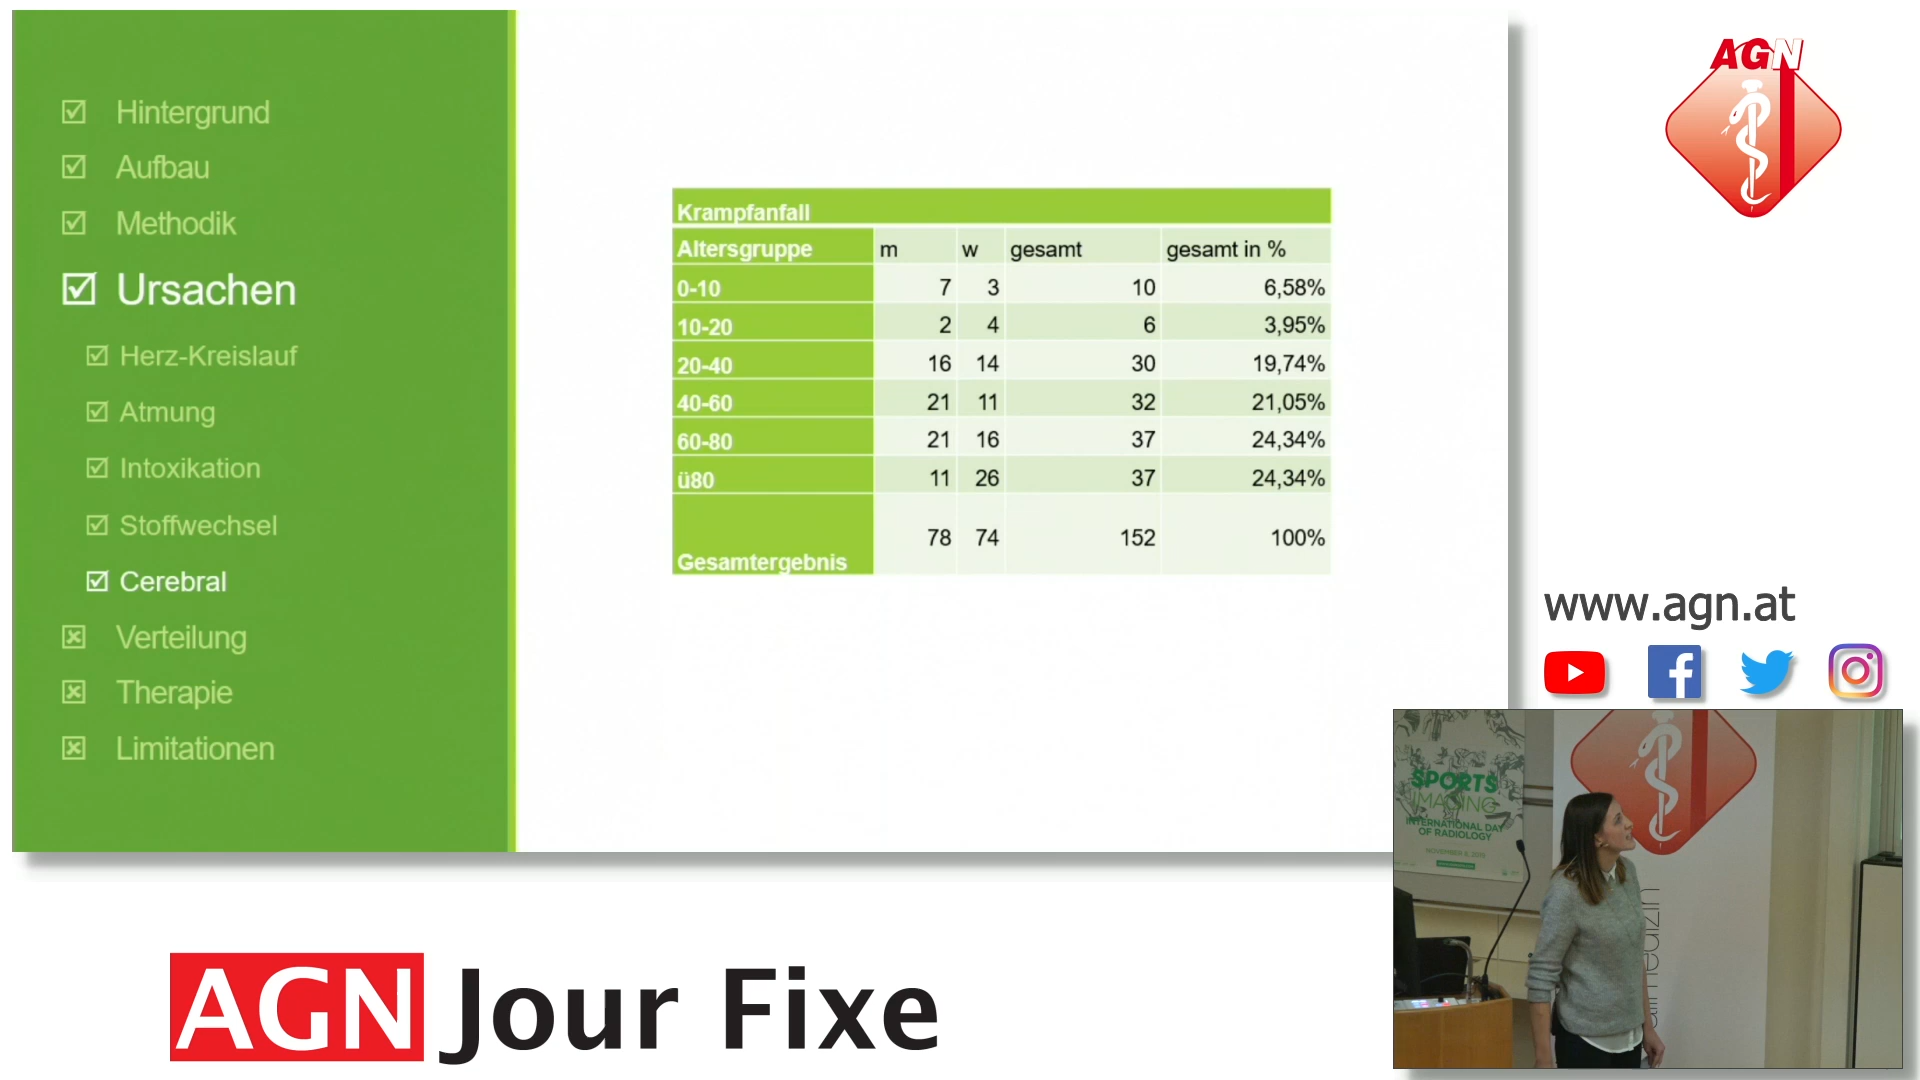 Hintergrund
Aufbau
Methodik
Ursachen
Herz-Kreislauf
Atmung
Intoxikation
Stoffwechsel
Cerebral
Verteilung
Therapie
Limitationen
Krampfanfall
Altersgruppe m w gesamt gesamt in %
0-10 7 3 10 6,58%
10-20 2 4 6 3,95%
20-40 16 14 30 19,74%
40-60 21 11 32 21,05%
60-80 21 16 37 24,34%
ü80 11 26 37 24,34%
Gesamtergebnis 78 74 152 100%
AGN
www.agn.at
SPORTS
IMAGING
INTERNATIONAL DAY
OF RADIOLOGY
AGN Jour Fixe